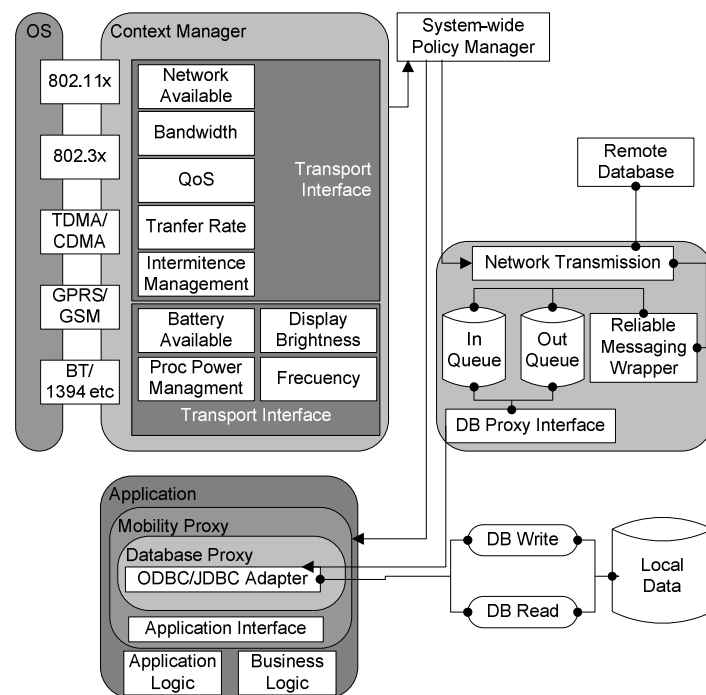 OS
Context Manager
System-wide
Policy Manager
802.11x
802.3x
TDMA/
CDMA
GPRS/
GSM
BT/
1394 etc
Network
Available
Bandwidth
QoS
Tranfer Rate
Intermitence
Management
Transport
Interface
Battery
Available
Display
Brightness
Proc Power
Managment
Frecuency
Transport Interface
Remote
Database
Network Transmission
In
Queue
Out
Queue
Reliable
Messaging
Wrapper
DB Proxy Interface
Application
Mobility Proxy
Database Proxy
ODBC/JDBC Adapter
Application Interface
Application
Logic
Business
Logic
DB Write
DB Read
Local
Data